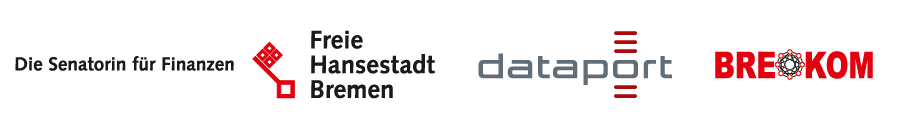 Die Senatorin für Finanzen
Freie
Hansestadt
Bremen
dataport
BREKOM